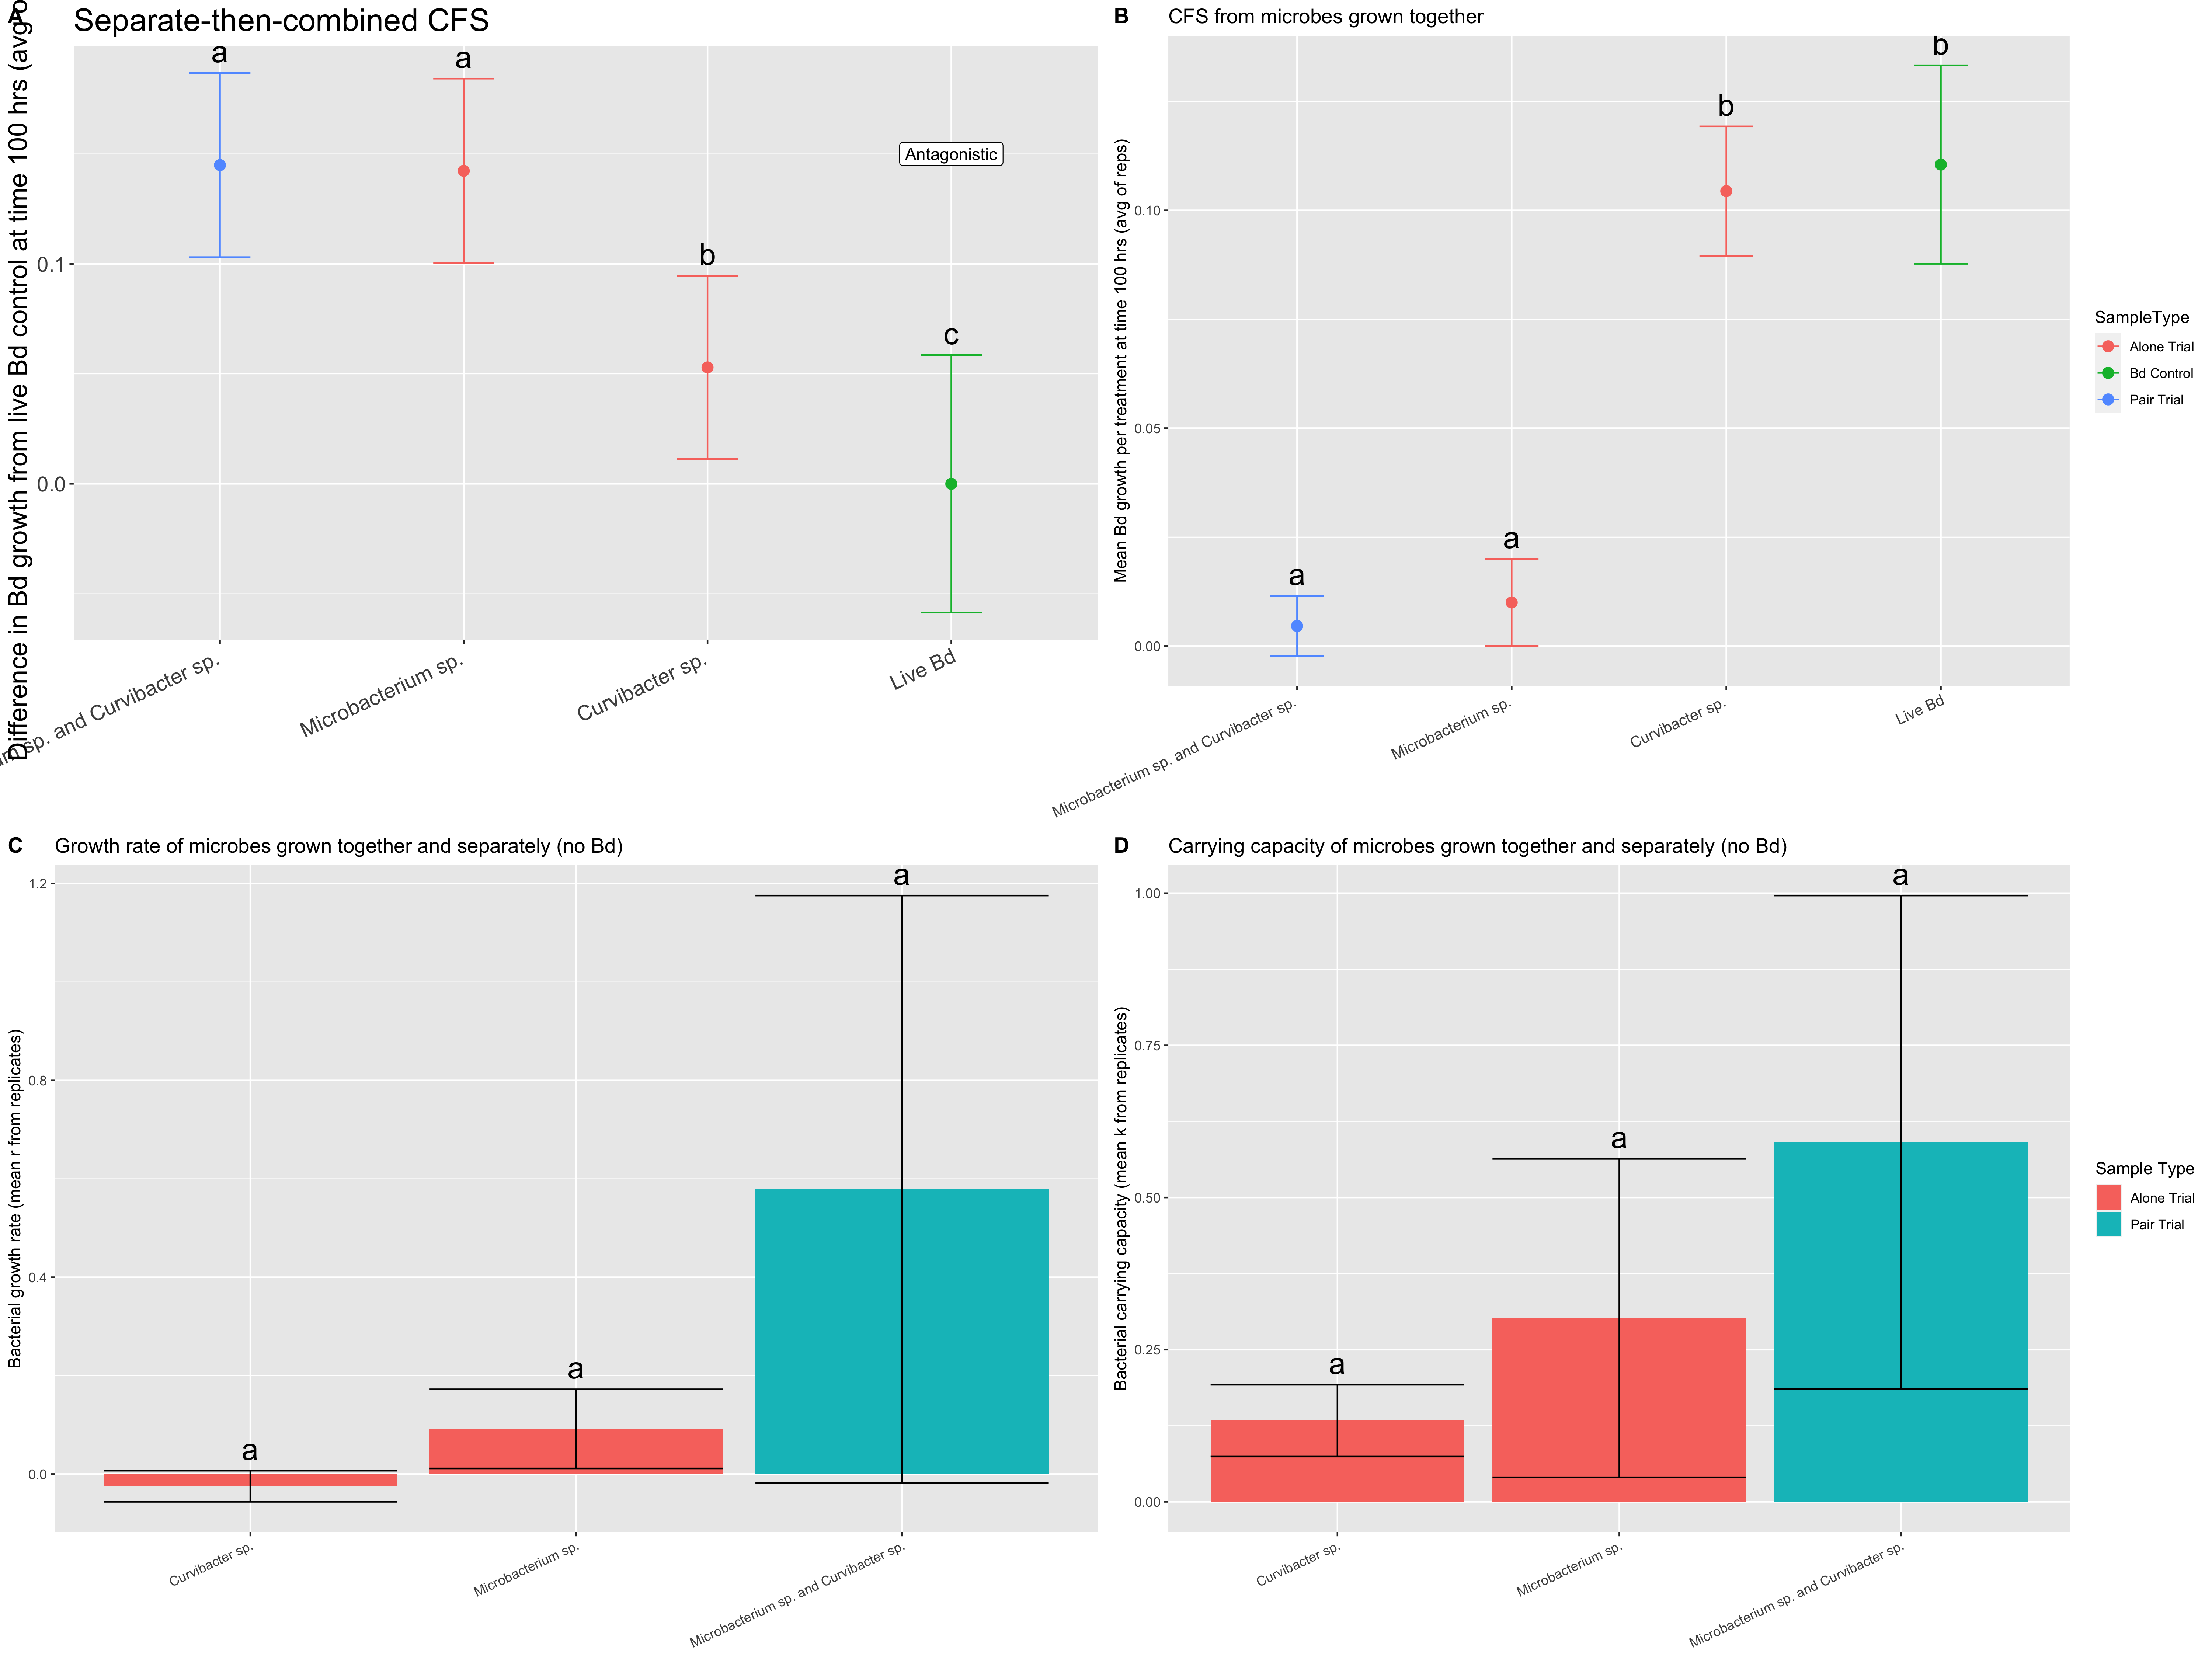 A
Separate-then-combined CFS
Difference in Bd growth from live Bd control at time 100 hrs (avg o
a
a
b
c
Antagonistic
0.1
0.0
sp. and Curvibacter sp.
Microbacterium sp.
Curvibacter sp.
Live Bd
B
CFS from microbes grown together
Mean Bd growth per treatment at time 100 hrs (avg of reps)
a
a
b
b
0.10
0.05
0.00
Microbacterium sp. and Curvibacter sp.
Microbacterium sp.
Curvibacter sp.
Live Bd
SampleType
Alone Trial
Bd Control
Pair Trial
C
Growth rate of microbes grown together and separately (no Bd)
Bacterial growth rate (mean r from replicates)
a
a
a
1.2
0.8
0.4
0.0
Curvibacter sp.
Microbacterium sp.
Microbacterium sp. and Curvibacter sp.
D
Carrying capacity of microbes grown together and separately (no Bd)
Bacterial carrying capacity (mean k from replicates)
a
a
a
1.00
0.75
0.50
0.25
0.00
Curvibacter sp.
Microbacterium sp.
Microbacterium sp. and Curvibacter sp.
Sample Type
Alone Trial
Pair Trial